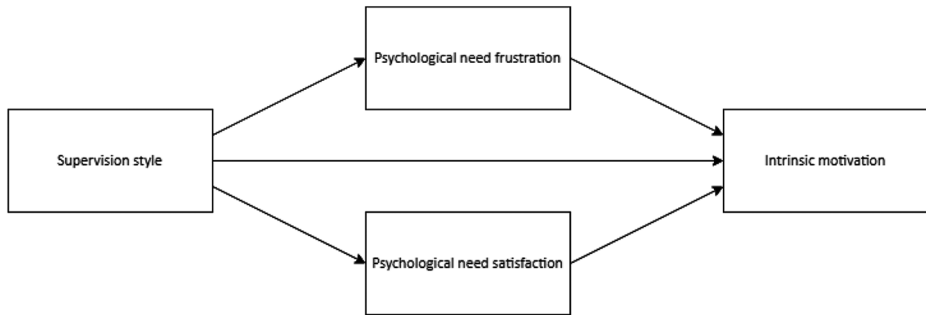 Psychological need frustration
Supervision style
Intrinsic motivation
Psychological need satisfaction